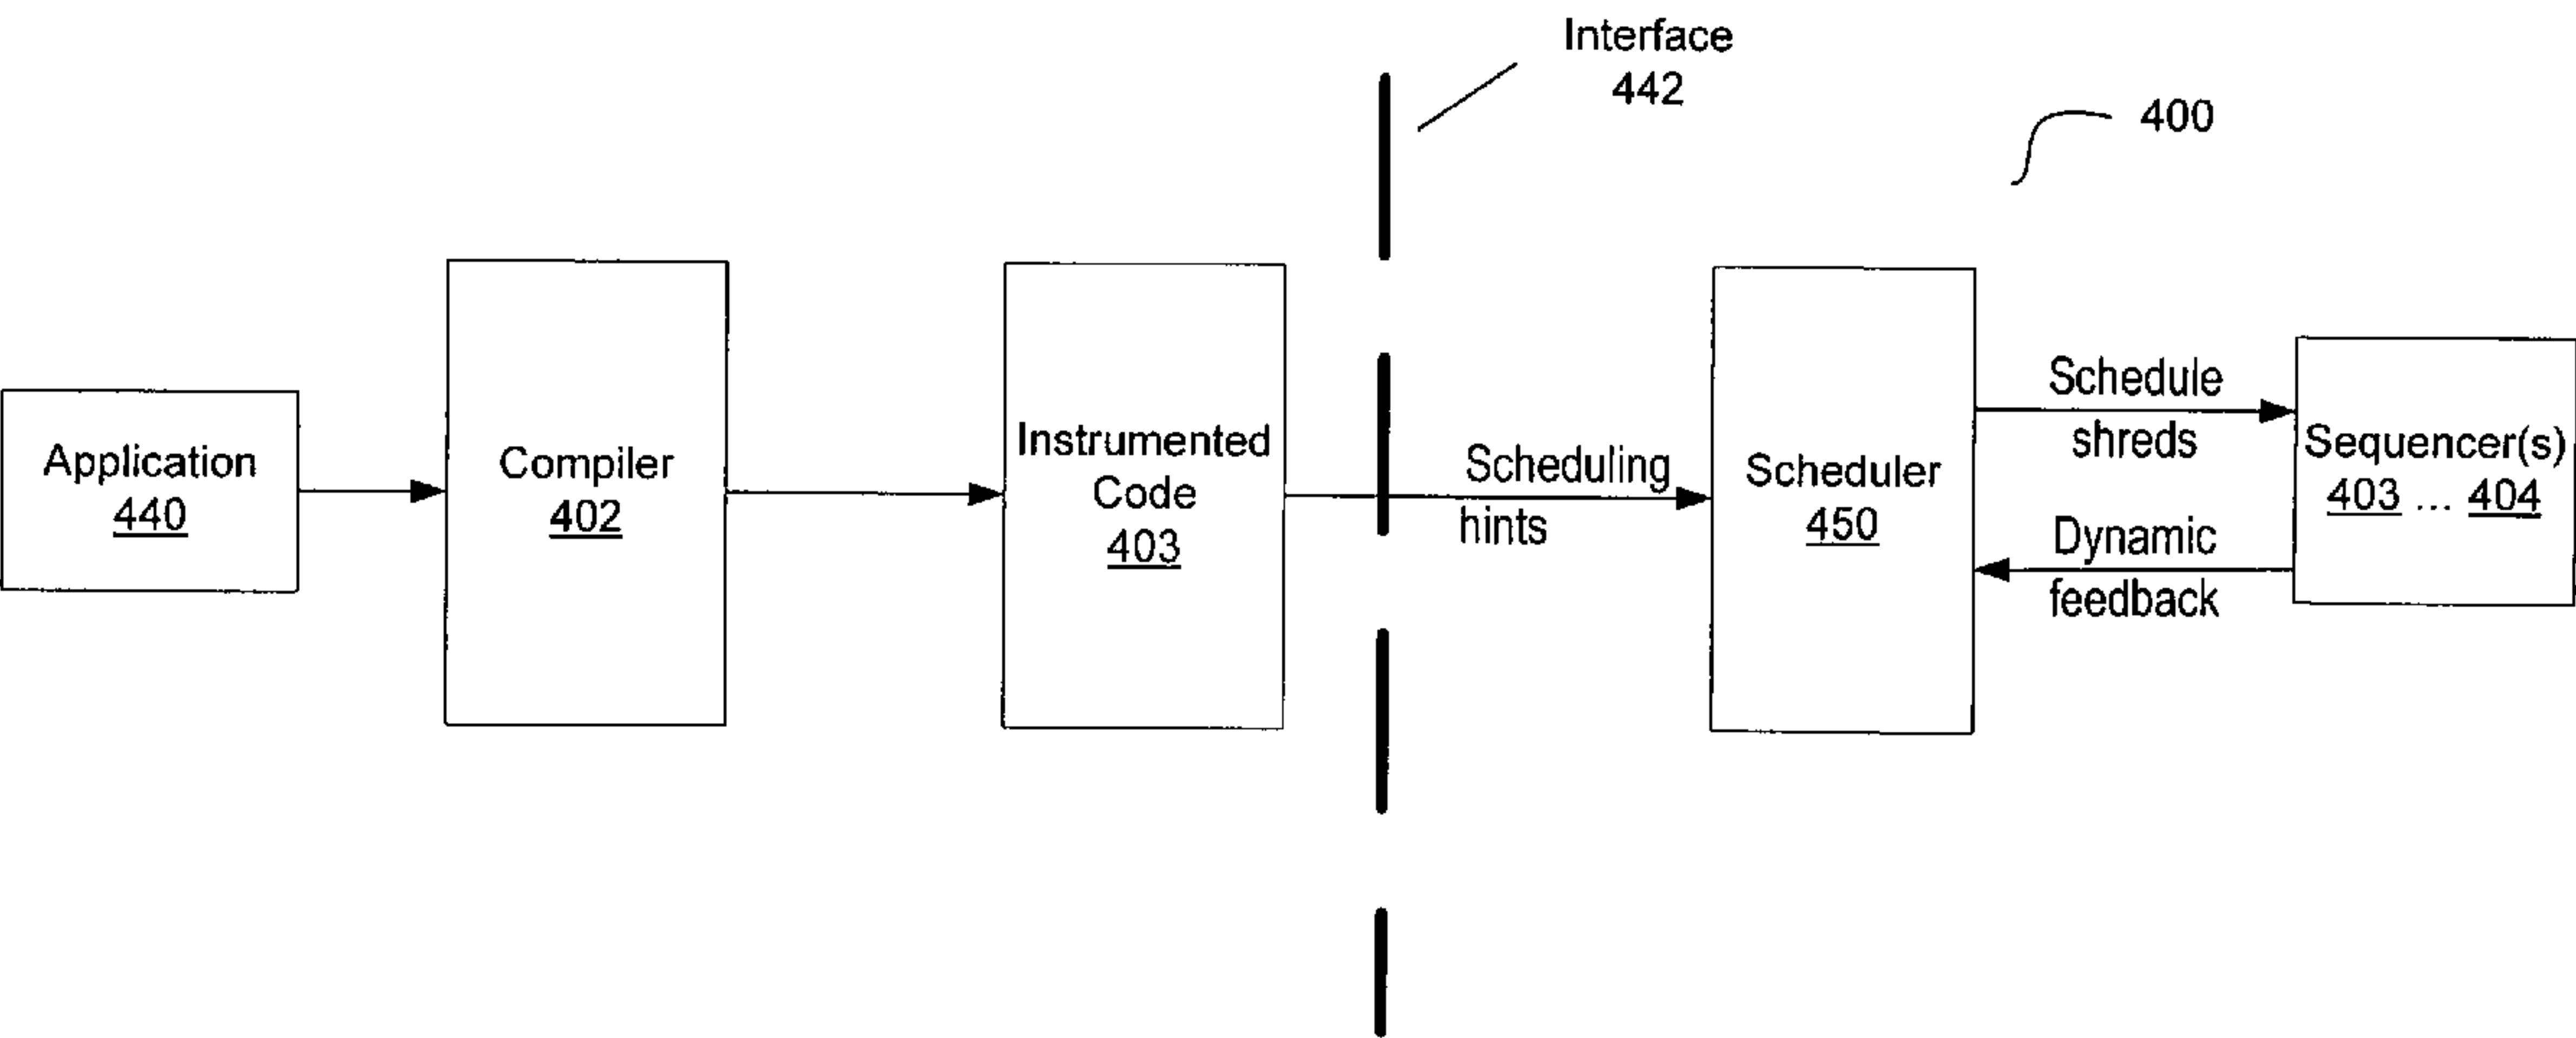 Interface
442
400
Application
440
Compiler
402
Instrumented
Code
403
Scheduling
hints
Scheduler
450
Schedule
shreds
Dynamic
feedback
Sequencer(s)
403 ... 404